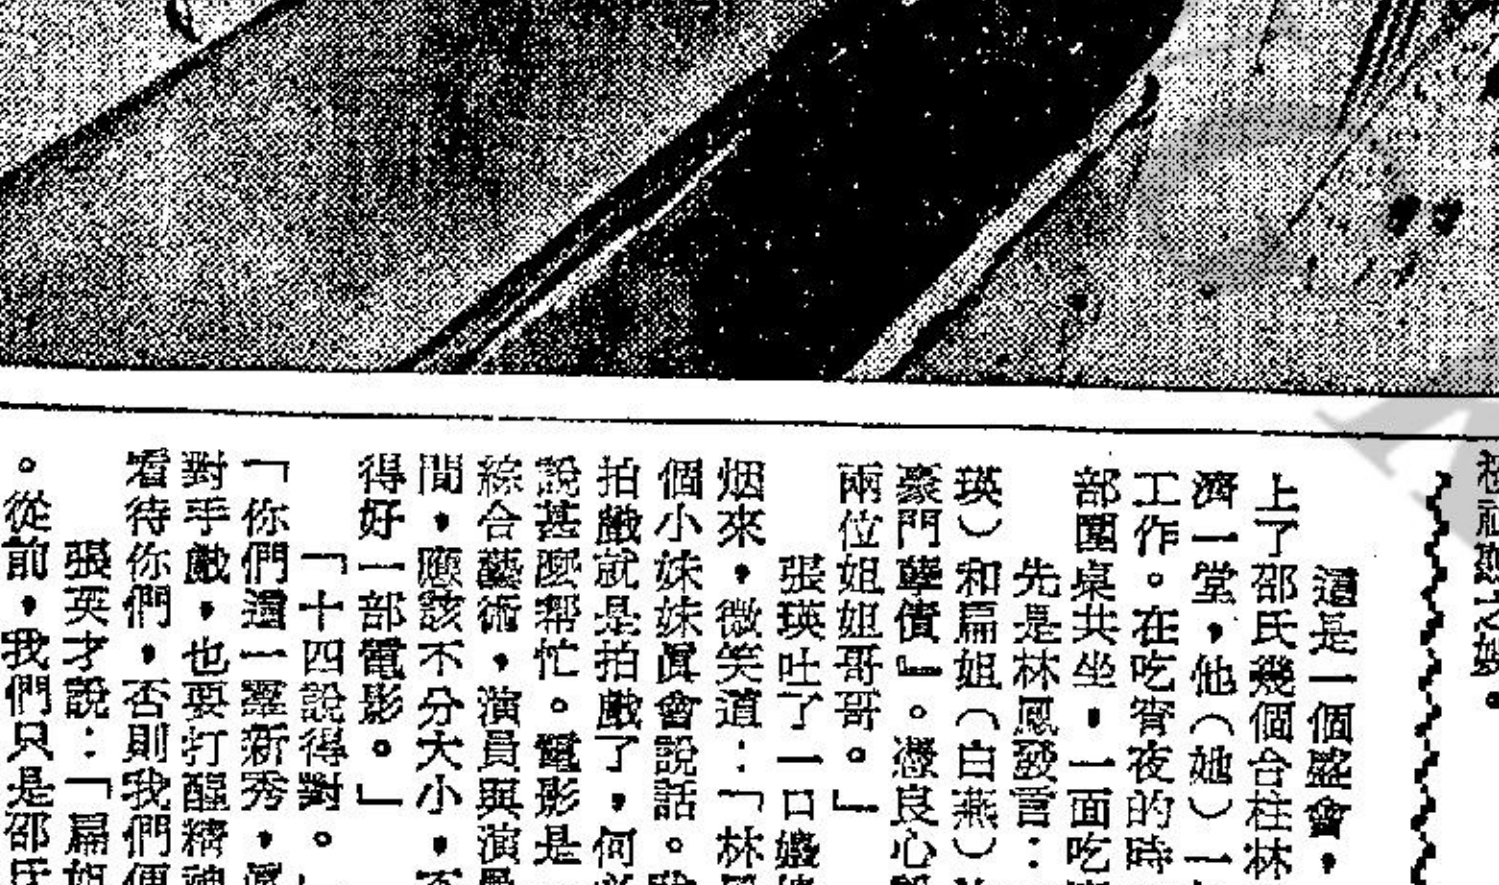 這是一個盛會，
上了邵氏幾個合柱林
濟一堂，他（她）一
工作。在吃宵夜的時
部圍桌共坐，一面吃
先是林鳳發言：
瑛）和扁姐（白燕）
豪門孽債』。憑良心
兩位姐姐哥哥。」
張瑛吐了一口
烟來，微笑道：「林
個小妹妹眞會說話。
拍戲就是拍戲了，何
說甚麼帮忙。電影是
綜合藝術，演員與演
間，應該不分大小，
得好一部電影。」
「十四說得對。
「你們這一羣新秀，
對手戲，也要打醒精神
看待你們，否則我們便
張英才說：「扁姐
。從前，我們只是邵氏